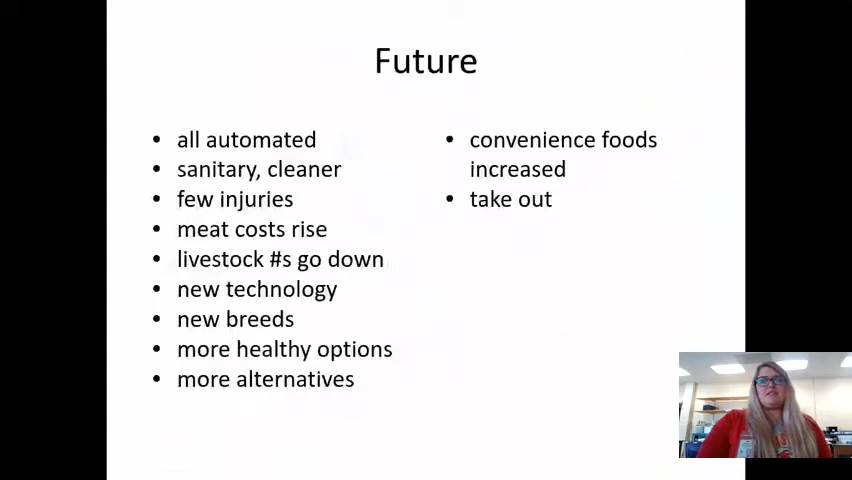 Future
• all automated
• sanitary, cleaner
• few injuries
• meat costs rise
• livestock #s go down
• new technology
• new breeds
• more healthy options
• more alternatives
• convenience foods
increased
• take out